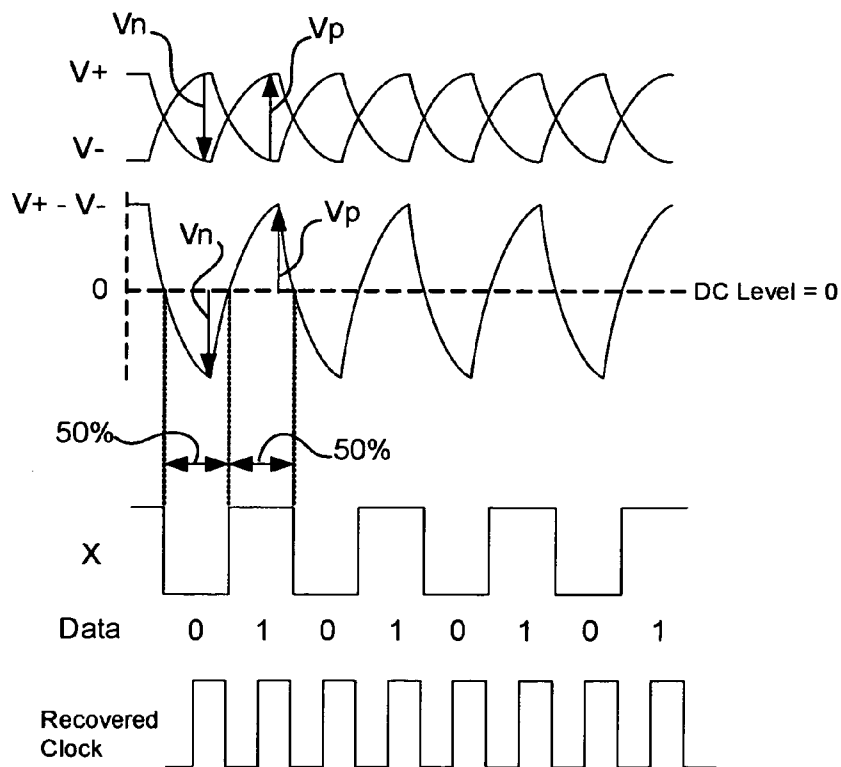 Vn
Vp
V+
V-
V+ - V-
Vn
Vp
0
DC Level = 0
50%
50%
X
Data 0 1 0 1 0 1 0 1
Recovered
Clock